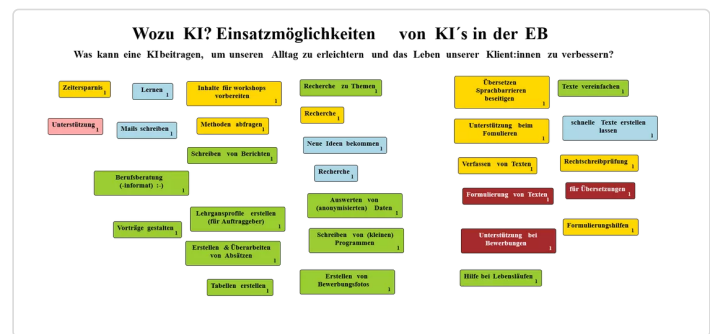 Wozu KI? Einsatzmöglichkeiten von KI´s in der EB
Was kann eine KI beitragen, um unseren Alltag zu erleichtern und das Leben unserer Klient:innen zu verbessern?
Zeitersparnis
1
Lernen
1
Inhalte für workshops
vorbereiten
1
Recherche zu Themen
1
Übersetzen
Sprachbarrieren
beseitigen
1
Texte vereinfachen
1
Unterstützung
1
Mails schreiben
1
Methoden abfragen
1
Recherche
1
Unterstützung beim
Fomulieren
1
schnelle Texte erstellen
lassen
1
Schreiben von Berichten
1
Neue Ideen bekommen
1
Verfassen von Texten
1
Rechtschreibprüfung
1
Berufsberatung
(-informat) :-)
1
Recherche
1
Formulierung von Texten
1
für Übersetzungen
1
Auswerten von
(anonymisierten) Daten
1
Vorträge gestalten
1
Lehrgansprofile erstellen
(für Auftraggeber)
1
Formulierungshilfen
1
Schreiben von (kleinen)
Programmen
1
Unterstützung bei
Bewerbungen
1
Erstellen & Überarbeiten
von Absätzen
1
Tabellen erstellen
1
Erstellen von
Bewerbungsfotos
1
Hilfe bei Lebensläufen
1